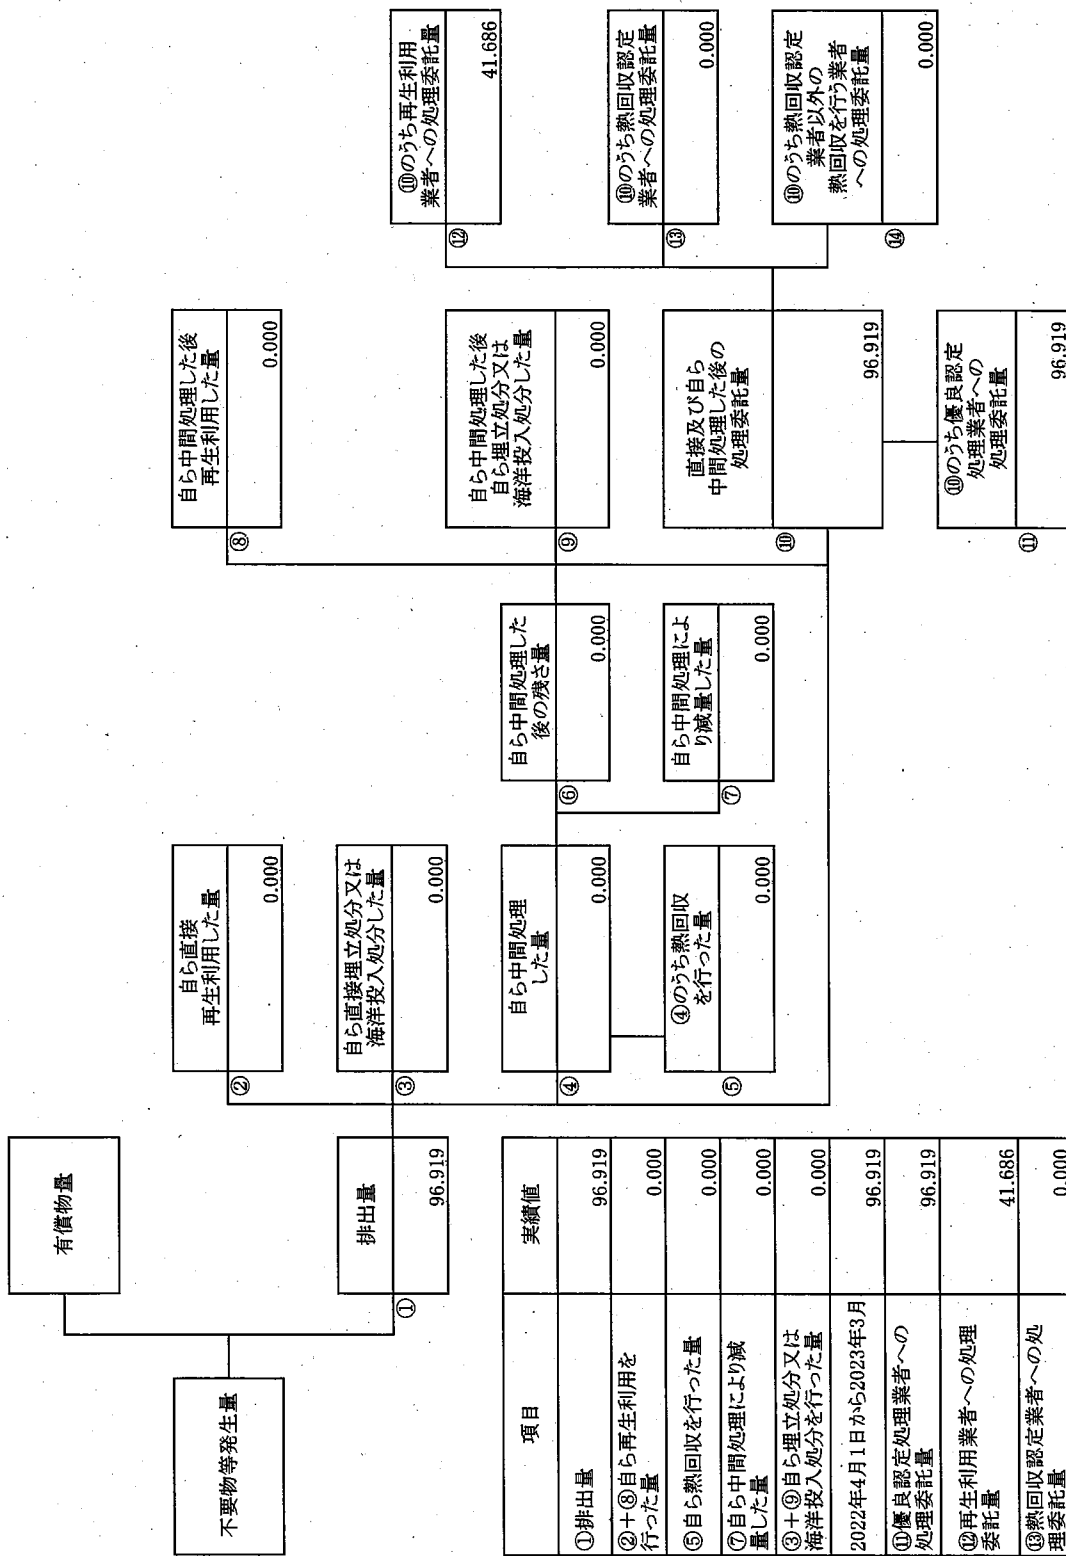 不要物等発生量
有償物量
排出量
①
96.919
自ら直接
再生利用した量
②
0.000
自ら直接埋立処分又は
海洋投入処分した量
③
0.000
自ら中間処理
した量
④
0.000
④のうち熱回収
を行った量
⑤
0.000
自ら中間処理した
後の残さ量
⑥
0.000
自ら中間処理によ
り減量した量
⑦
0.000
自ら中間処理した後
再生利用した量
⑧
0.000
自ら中間処理した後
自ら埋立処分又は
海洋投入処分した量
⑨
0.000
直接及び自ら
中間処理した後の
処理委託量
⑩
96.919
⑩のうち優良認定
処理業者への
処理委託量
⑪
96.919
⑩のうち再生利用
業者への処理委託量
⑫
41.686
⑩のうち熱回収認定
業者への処理委託量
⑬
0.000
⑩のうち熱回収認定
業者以外の
熱回収を行う業者
への処理委託量
⑭
0.000
項目 実績値
①排出量 96.919
②+⑧自ら再生利用を
行った量 0.000
⑤自ら熱回収を行った量 0.000
⑦自ら中間処理により減
量した量 0.000
③+⑨自ら埋立処分又は
海洋投入処分を行った量 0.000
2022年4月1日から2023年3月 96.919
⑪優良認定処理業者への
処理委託量 96.919
⑫再生利用業者への処理
委託量 41.686
⑬熱回収認定業者への処
理委託量 0.000